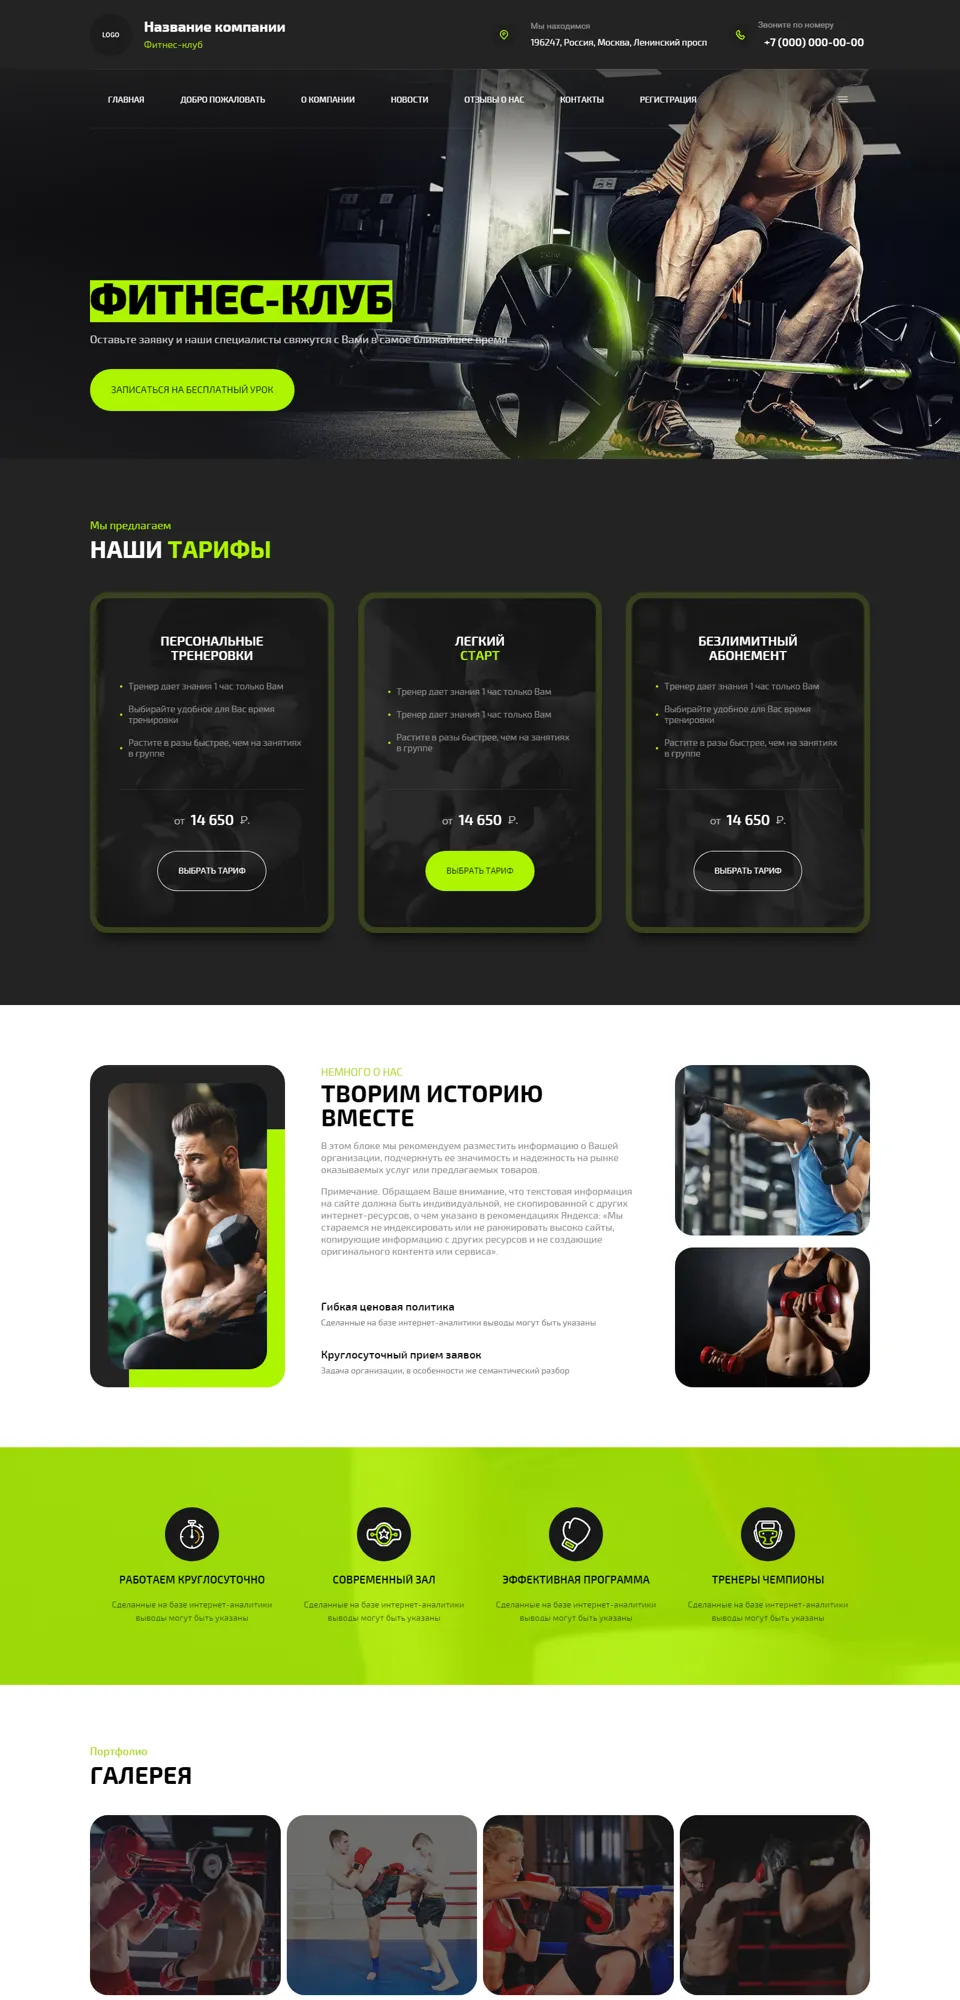 LOGO
Название компании
Фитнес-клуб
Мы находимся
196247, Россия, Москва, Ленинский просп
Звоните по номеру
+7 (000) 000-00-00
ГЛАВНАЯ
ДОБРО ПОЖАЛОВАТЬ
О КОМПАНИИ
НОВОСТИ
ОТЗЫВЫ О НАС
КОНТАКТЫ
РЕГИСТРАЦИЯ
ФИТНЕС-КЛУБ
Оставьте заявку и наши специалисты свяжутся с Вами в самое ближайшее время
ЗАПИСАТЬСЯ НА БЕСПЛАТНЫЙ УРОК
Мы предлагаем
НАШИ ТАРИФЫ
ПЕРСОНАЛЬНЫЕ
ТРЕНЕРОВКИ
Тренер дает знания 1 час только Вам
Выбирайте удобное для Вас время
тренировки
Растите в разы быстрее, чем на занятиях
в группе
от 14 650 ₽.
ВЫБРАТЬ ТАРИФ
ЛЕГКИЙ
СТАРТ
Тренер дает знания 1 час только Вам
Тренер дает знания 1 час только Вам
Растите в разы быстрее, чем на занятиях
в группе
от 14 650 ₽.
ВЫБРАТЬ ТАРИФ
БЕЗЛИМИТНЫЙ
АБОНЕМЕНТ
Тренер дает знания 1 час только Вам
Выбирайте удобное для Вас время
тренировки
Растите в разы быстрее, чем на занятиях
в группе
от 14 650 ₽.
ВЫБРАТЬ ТАРИФ
НЕМНОГО О НАС
ТВОРИМ ИСТОРИЮ
ВМЕСТЕ
В этом блоке мы рекомендуем разместить информацию о Вашей
организации, подчеркнуть ее значимость и надежность на рынке
оказываемых услуг или предлагаемых товаров.
Примечание. Обращаем Ваше внимание, что текстовая информация
на сайте должна быть индивидуальной, не скопированной с других
интернет-ресурсов, о чем указано в рекомендациях Яндекса: «Мы
стараемся не индексировать или не ранжировать высоко сайты,
копирующие информацию с других ресурсов и не создающие
оригинального контента или сервиса».
Гибкая ценовая политика
Сделанные на базе интернет-аналитики выводы могут быть указаны
Круглосуточный прием заявок
Задача организации, в особенности же семантический разбор
РАБОТАЕМ КРУГЛОСУТОЧНО
Сделанные на базе интернет-аналитики
выводы могут быть указаны
СОВРЕМЕННЫЙ ЗАЛ
Сделанные на базе интернет-аналитики
выводы могут быть указаны
ЭФФЕКТИВНАЯ ПРОГРАММА
Сделанные на базе интернет-аналитики
выводы могут быть указаны
ТРЕНЕРЫ ЧЕМПИОНЫ
Сделанные на базе интернет-аналитики
выводы могут быть указаны
Портфолио
ГАЛЕРЕЯ